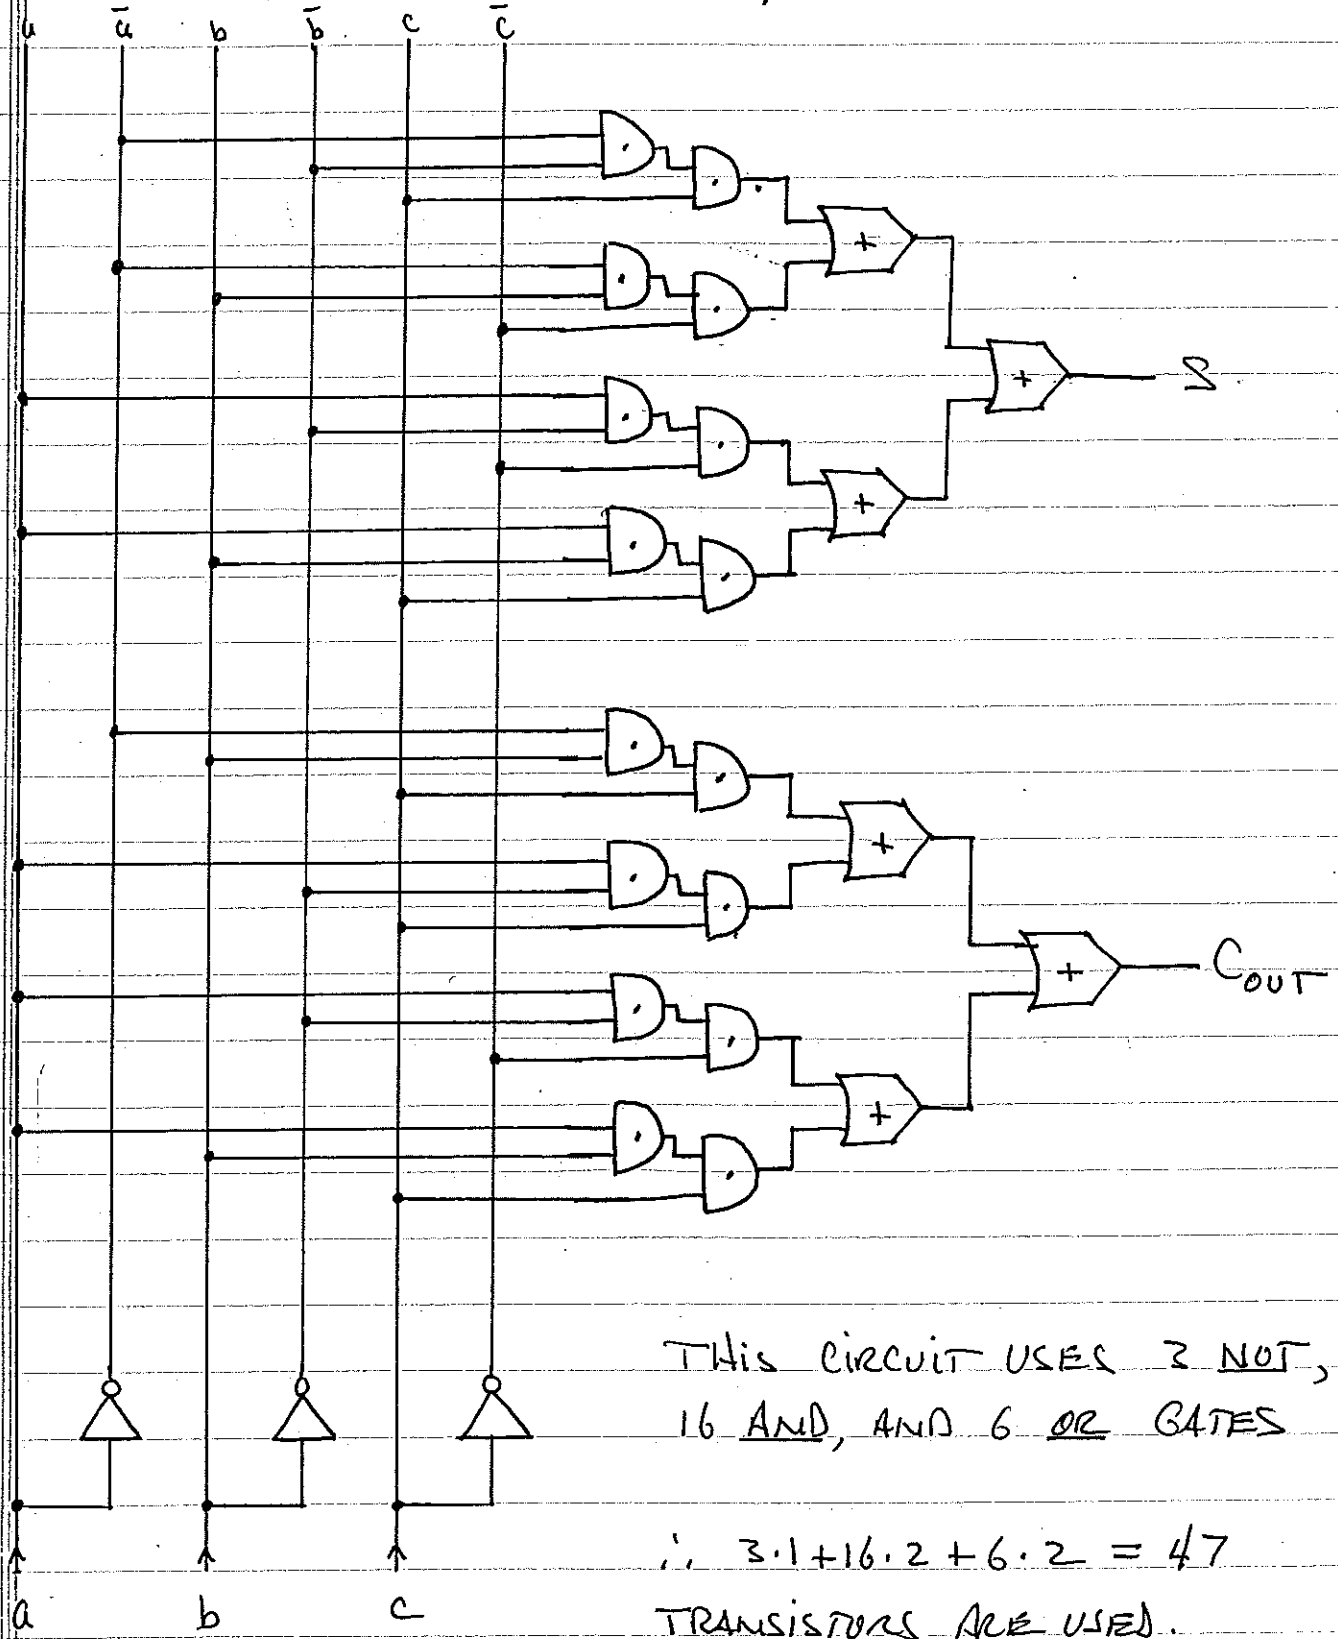 a ā b b̄ c c̄
S
C_OUT
THIS CIRCUIT USES 3 NOT,
16 AND, AND 6 OR GATES
∴ 3·1+16·2+6·2 = 47
a b c
TRANSISTORS ARE USED.